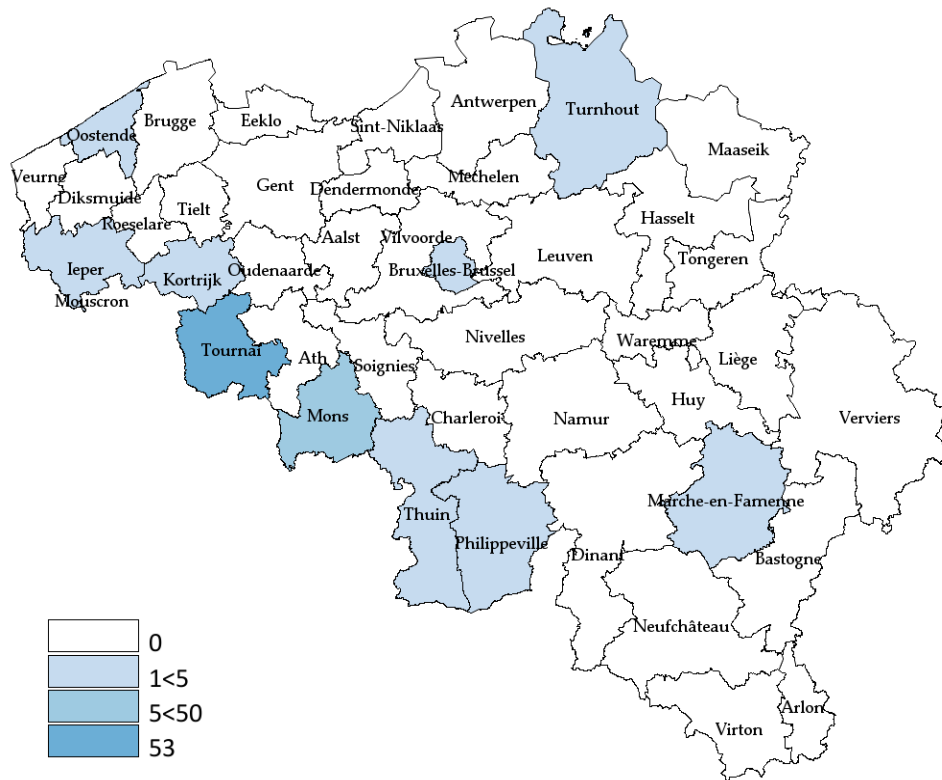 Antwerpen
Turnhout
Brugge
Eeklo
Sint-Niklaas
Oostende
Maaseik
Mechelen
Veurne
Gent
Dendermonde
Diksmuide
Tielt
Hasselt
Roeselare
Aalst
Vilvoorde
Leuven
Tongeren
Ieper
Kortrijk
Oudenaarde
Bruxelles-Brussel
Mouscron
Nivelles
Waremme
Tournai
Ath
Soignies
Liège
Huy
Mons
Charleroi
Namur
Verviers
Marche-en-Famenne
Thuin
Philippeville
Dinant
Bastogne
Neufchâteau
Arlon
Virton
0
1<5
5<50
53